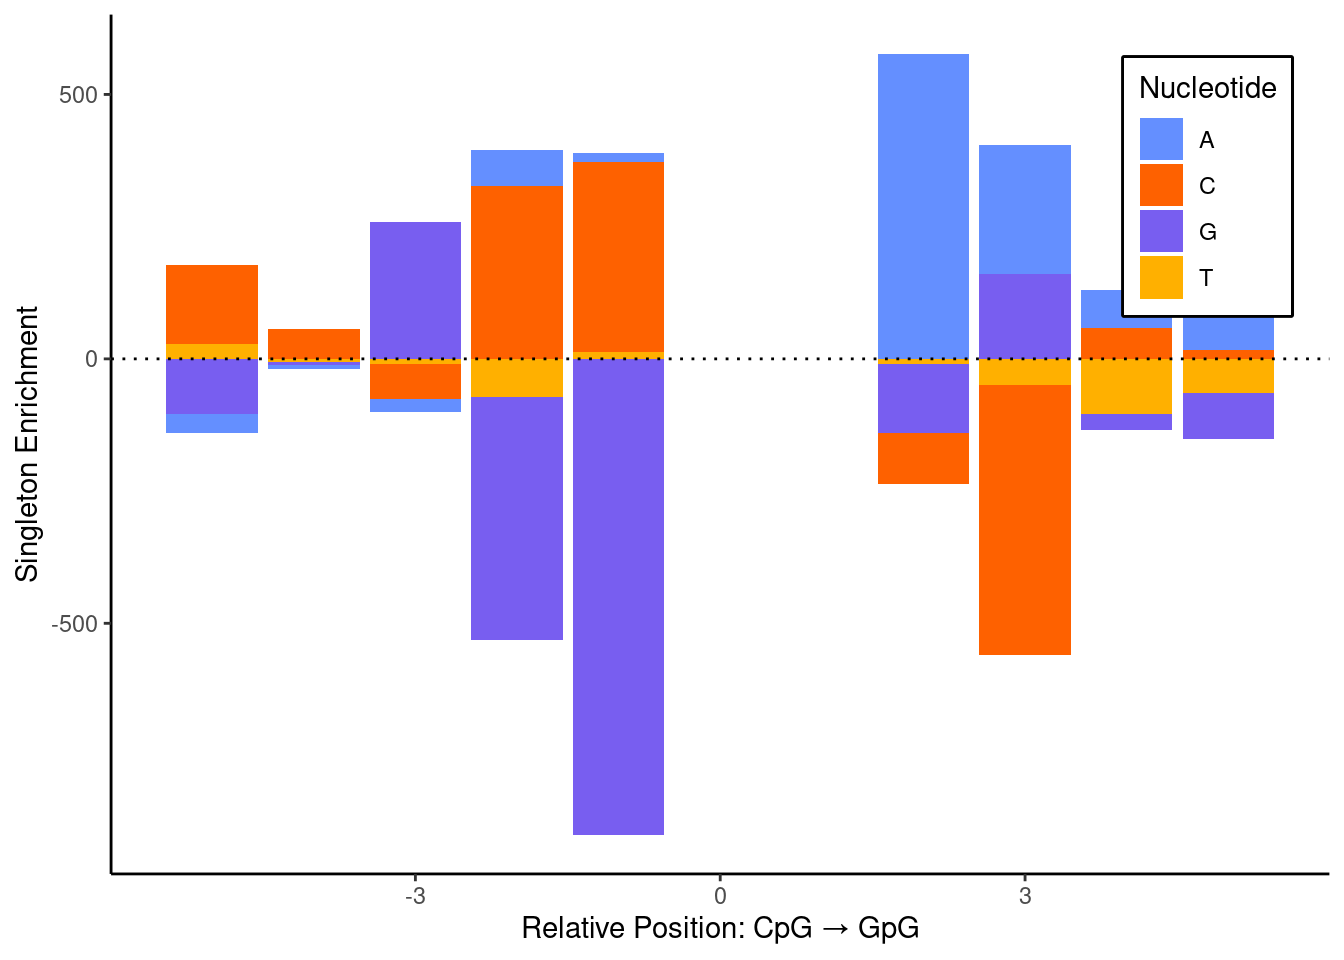 500
0
-500
Singleton Enrichment
Nucleotide
A
C
G
T
-3
0
3
Relative Position: CpG → GpG